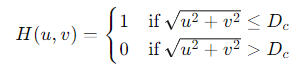 H(u, v) = { 1 if √(u² + v²) ≤ D_c
0 if √(u² + v²) > D_c